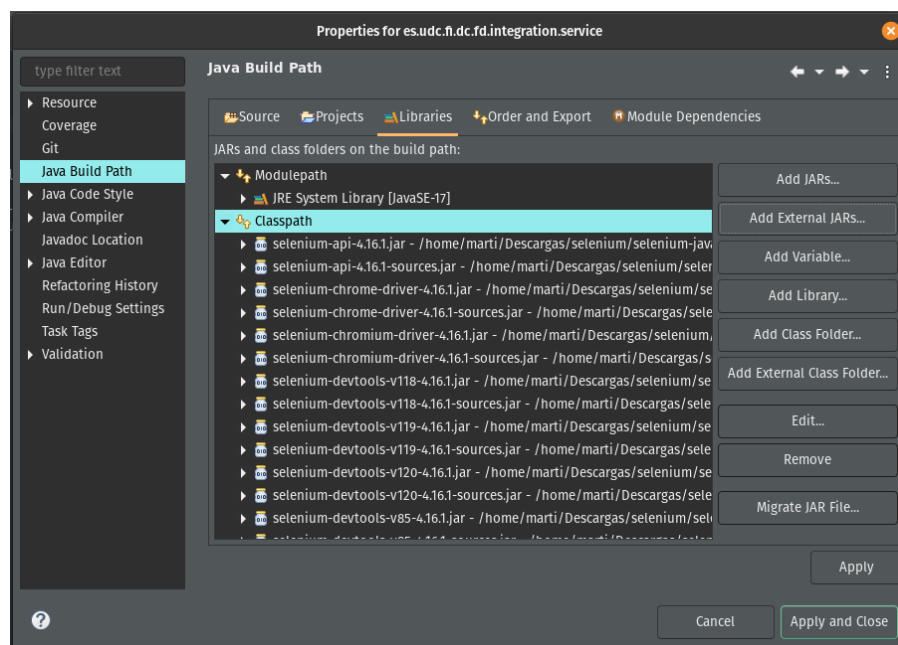 Properties for es.udc.fi.dc.fd.integration.service
type filter text
Resource
Coverage
Git
Java Build Path
Java Code Style
Java Compiler
Javadoc Location
Java Editor
Refactoring History
Run/Debug Settings
Task Tags
Validation
Java Build Path
Source Projects Libraries Order and Export Module Dependencies
JARs and class folders on the build path:
Modulepath
JRE System Library [JavaSE-17]
Classpath
selenium-api-4.16.1.jar - /home/marti/Descargas/selenium/selenium-java
selenium-api-4.16.1-sources.jar - /home/marti/Descargas/selenium/seler
selenium-chrome-driver-4.16.1.jar - /home/marti/Descargas/selenium/se
selenium-chrome-driver-4.16.1-sources.jar - /home/marti/Descargas/sele
selenium-chromium-driver-4.16.1.jar - /home/marti/Descargas/selenium/
selenium-chromium-driver-4.16.1-sources.jar - /home/marti/Descargas/s
selenium-devtools-v118-4.16.1.jar - /home/marti/Descargas/selenium/se
selenium-devtools-v118-4.16.1-sources.jar - /home/marti/Descargas/sele
selenium-devtools-v119-4.16.1.jar - /home/marti/Descargas/selenium/se
selenium-devtools-v119-4.16.1-sources.jar - /home/marti/Descargas/sele
selenium-devtools-v120-4.16.1.jar - /home/marti/Descargas/selenium/se
selenium-devtools-v120-4.16.1-sources.jar - /home/marti/Descargas/sele
selenium-devtools-v85-4.16.1.jar - /home/marti/Descargas/selenium/sel
Add JARs...
Add External JARs...
Add Variable...
Add Library...
Add Class Folder...
Add External Class Folder...
Edit...
Remove
Migrate JAR File...
Apply
Cancel
Apply and Close